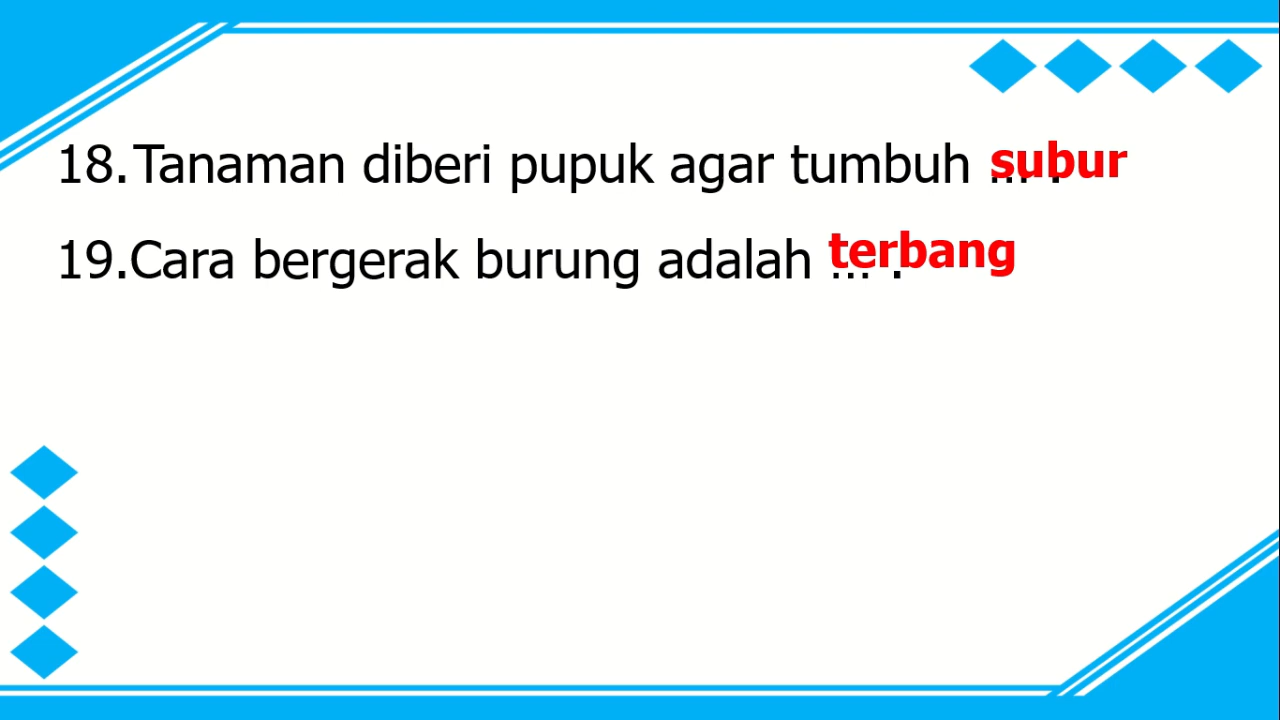 18. Tanaman diberi pupuk agar tumbuh ... . subur
19. Cara bergerak burung adalah ... . terbang